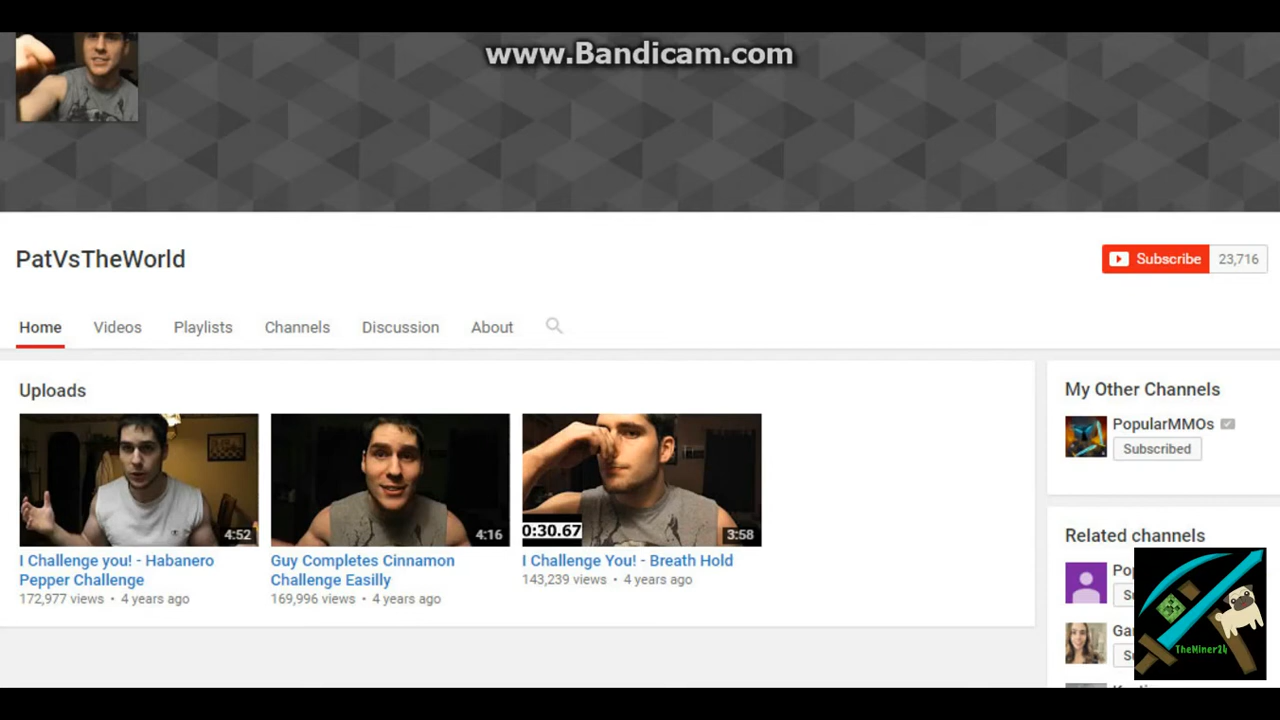 www.Bandicam.com
PatVsTheWorld
Subscribe 23,716
Home Videos Playlists Channels Discussion About
Uploads
My Other Channels
PopularMMOs
Subscribed
4:52
0:30.67
4:16
3:58
I Challenge you! - Habanero
Pepper Challenge
172,977 views • 4 years ago
Guy Completes Cinnamon
Challenge Easilly
169,996 views • 4 years ago
I Challenge You! - Breath Hold
143,239 views • 4 years ago
Related channels
TheMiner24